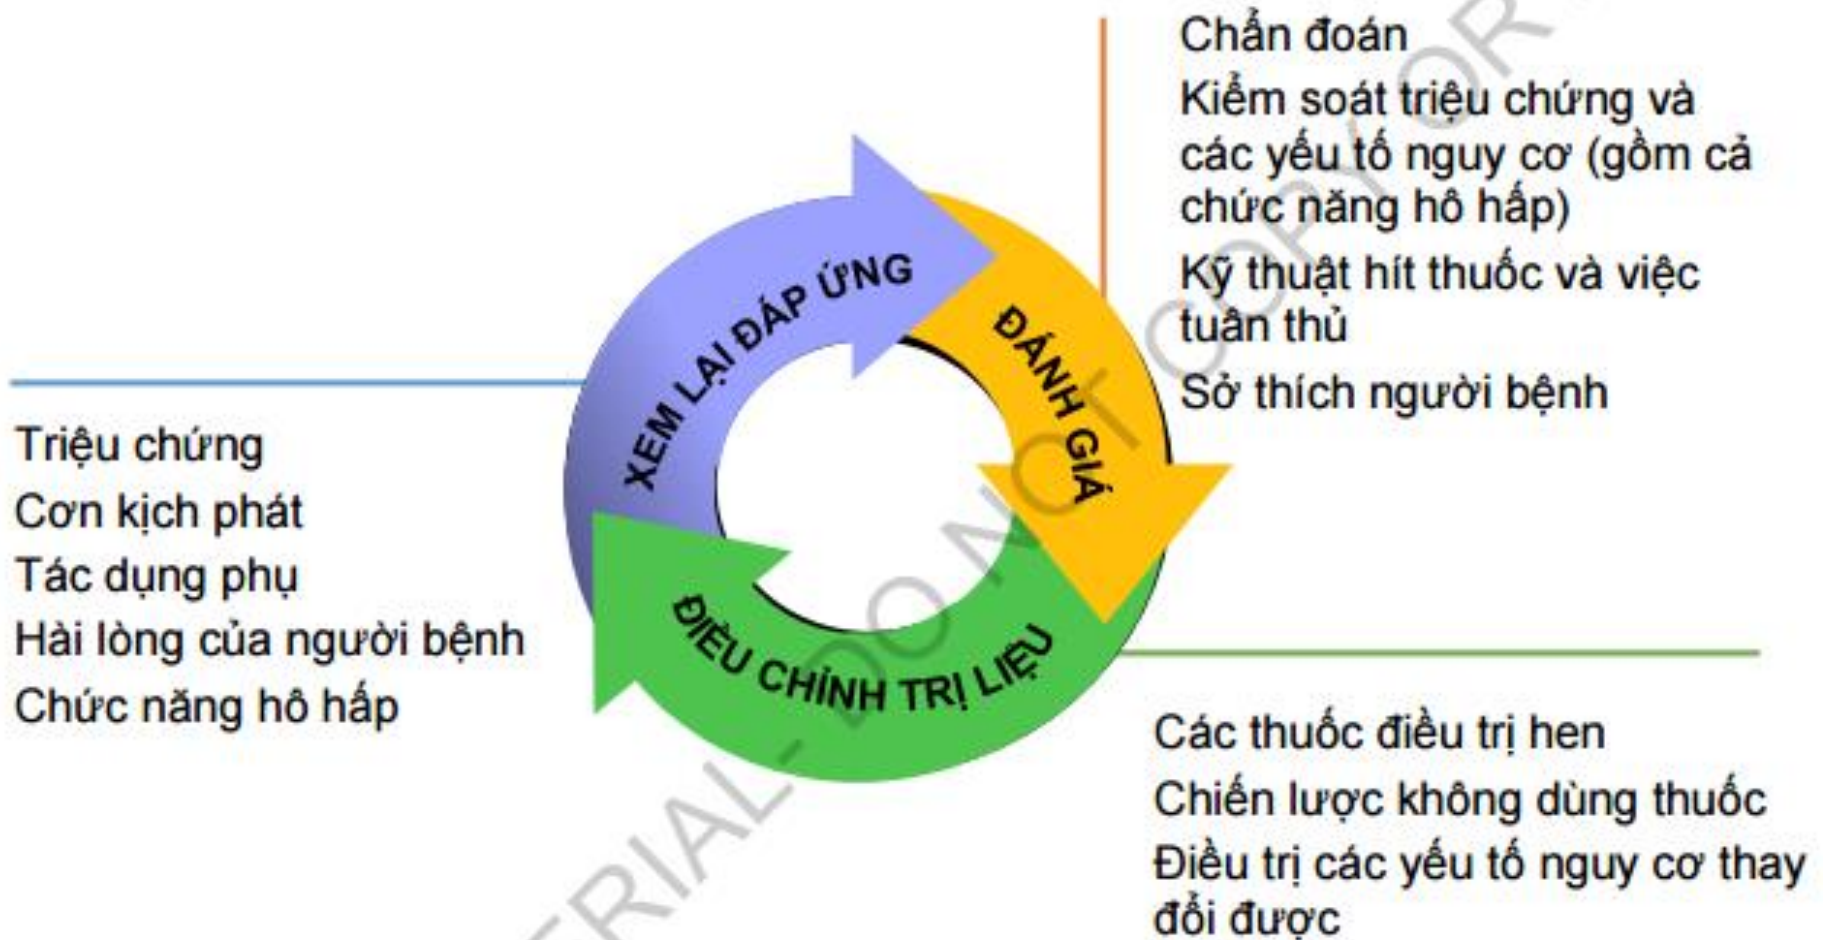 Chẩn đoán
Kiểm soát triệu chứng và
các yếu tố nguy cơ (gồm cả
chức năng hô hấp)
Kỹ thuật hít thuốc và việc
tuân thủ
Sở thích người bệnh
XEM LẠI ĐÁP ỨNG
ĐÁNH GIÁ
ĐIỀU CHỈNH TRỊ LIỆU
Triệu chứng
Cơn kịch phát
Tác dụng phụ
Hài lòng của người bệnh
Chức năng hô hấp
Các thuốc điều trị hen
Chiến lược không dùng thuốc
Điều trị các yếu tố nguy cơ thay
đổi được
DO NOT COPY OR